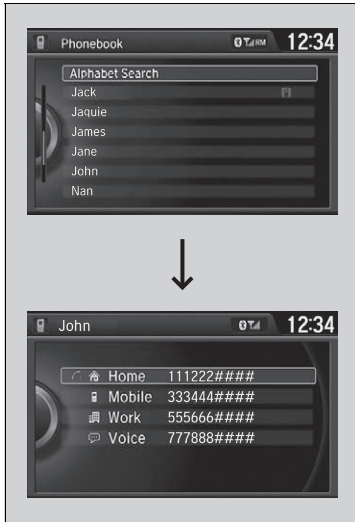 Phonebook RM 12:34
Alphabet Search
Jack
Jaquie
James
Jane
John
Nan
John 12:34
Home 111222####
Mobile 333444####
Work 555666####
Voice 777888####